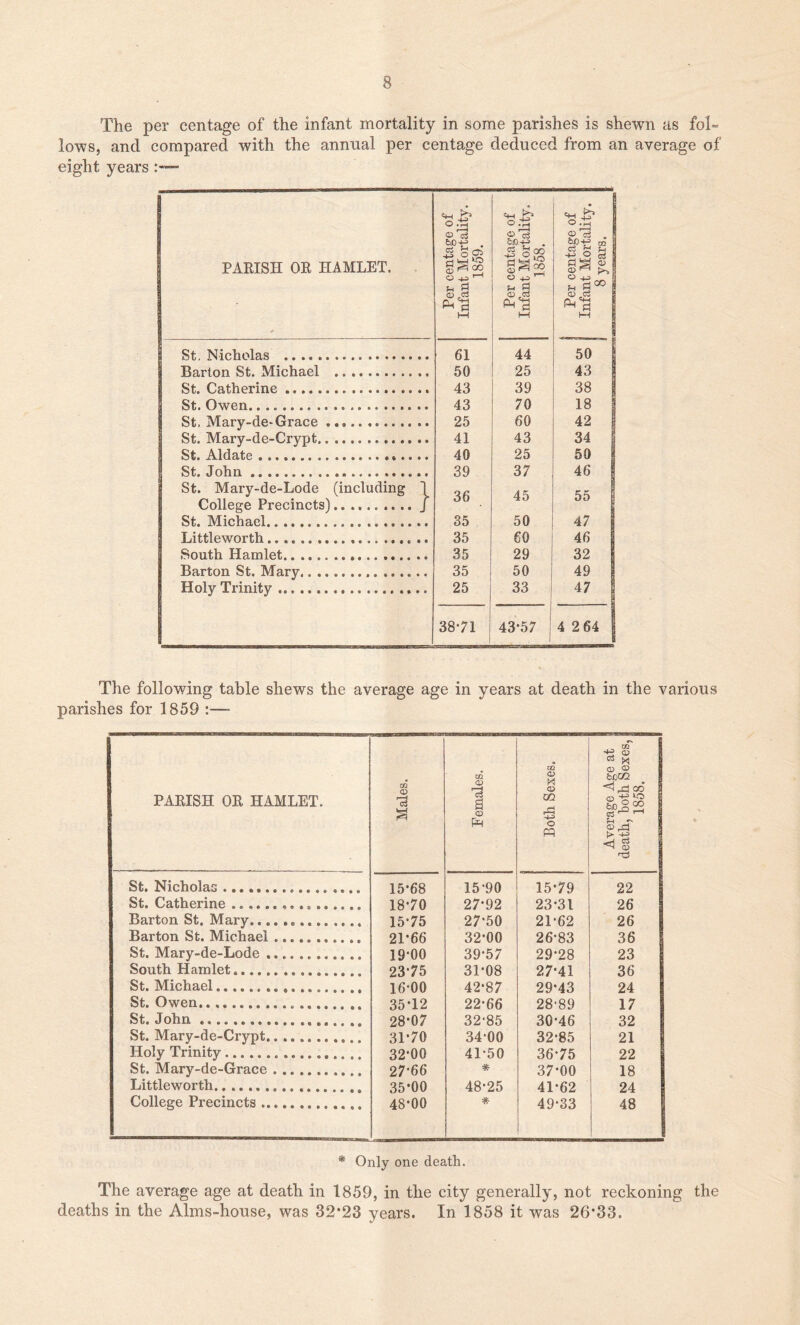 8
The per centage of the infant mortality in some parishes is shewn as fol-
lows, and compared with the annual per centage deduced from an average of
eight years :—
PARISH OR HAMLET. Per centage of Infant Mortality. 1859. Per centage of Infant Mortality. 1858. Per centage of Infant Mortality. 8 years.
St. Nicholas .................... 61 44 50
Barton St. Michael ............ 50 25 43
St. Catherine .................. 43 39 38
St. Owen...................... 43 70 18
St. Mary-de-Grace ............. 25 60 42
St. Mary-de-Crypt.............. 41 43 34
St. Aldate ..................... 40 25 50
St. John ...................... 39 37 46
St. Mary-de-Lode (including }
College Precincts).......... } 36 45 55
St. Michael.................... 35 50 47
Littleworth.................... 35 60 46
South Hamlet.................. 35 29 32
Barton St. Mary................ 35 50 49
Holy Trinity ................... 25 33 47
38·71 43·57 4 2 64
The following table shews the average age in years at death in the various
parishes for 1859 :—
PARISH OR HAMLET. Males. Females. Both Sexes. Average Age at death, both Sexes, 1858.
St. Nicholas .................. 15·68 15·90 15·79 22
St. Catherine ................ 18·70 27·92 23·31 26
Barton St. Mary.............. 15·75 27·50 21·62 26
Barton St. Michael ........... 21·66 32·00 26·83 36
St. Mary-de-Lode ............ 19·00 39·57 29·28 23
South Hamlet................ 23·75 31·08 27·41 36
St. Michael.................. 16·00 42·87 29·43 24
St. Owen.................... 35·12 22·66 28·89 17
St. John .................... 28·07 32·85 30·46 32
St. Mary-de-Crypt............ 31·70 34·00 32·85 21
Holy Trinity ................. 32·00 41·50 36·75 22
St. Mary-de-Grace ........... 27·66 * 37·00 18
Littleworth.................. 35·00 48·25 41·62 24
College Precincts ............. 48·00 * 49·33 48
* Only one death.
The average age at death in 1859, in the city generally, not reckoning the
deaths in the Alms-house, was 32·23 years. In 1858 it was 26·33.